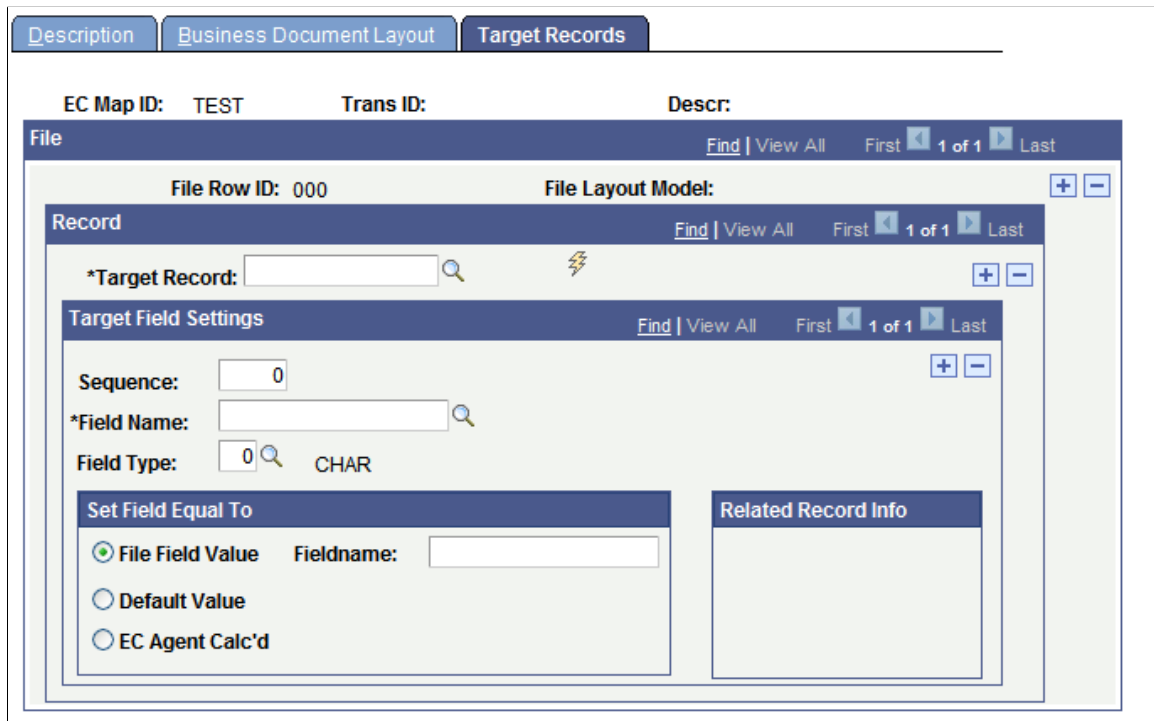 Description Business Document Layout Target Records
EC Map ID: TEST Trans ID: Descr:
File Find | View All First 1 of 1 Last
File Row ID: 000 File Layout Model:
Record Find | View All First 1 of 1 Last
*Target Record:
Target Field Settings Find | View All First 1 of 1 Last
Sequence: 0
*Field Name:
Field Type: 0 CHAR
Set Field Equal To Related Record Info
File Field Value Fieldname:
Default Value
EC Agent Calc'd